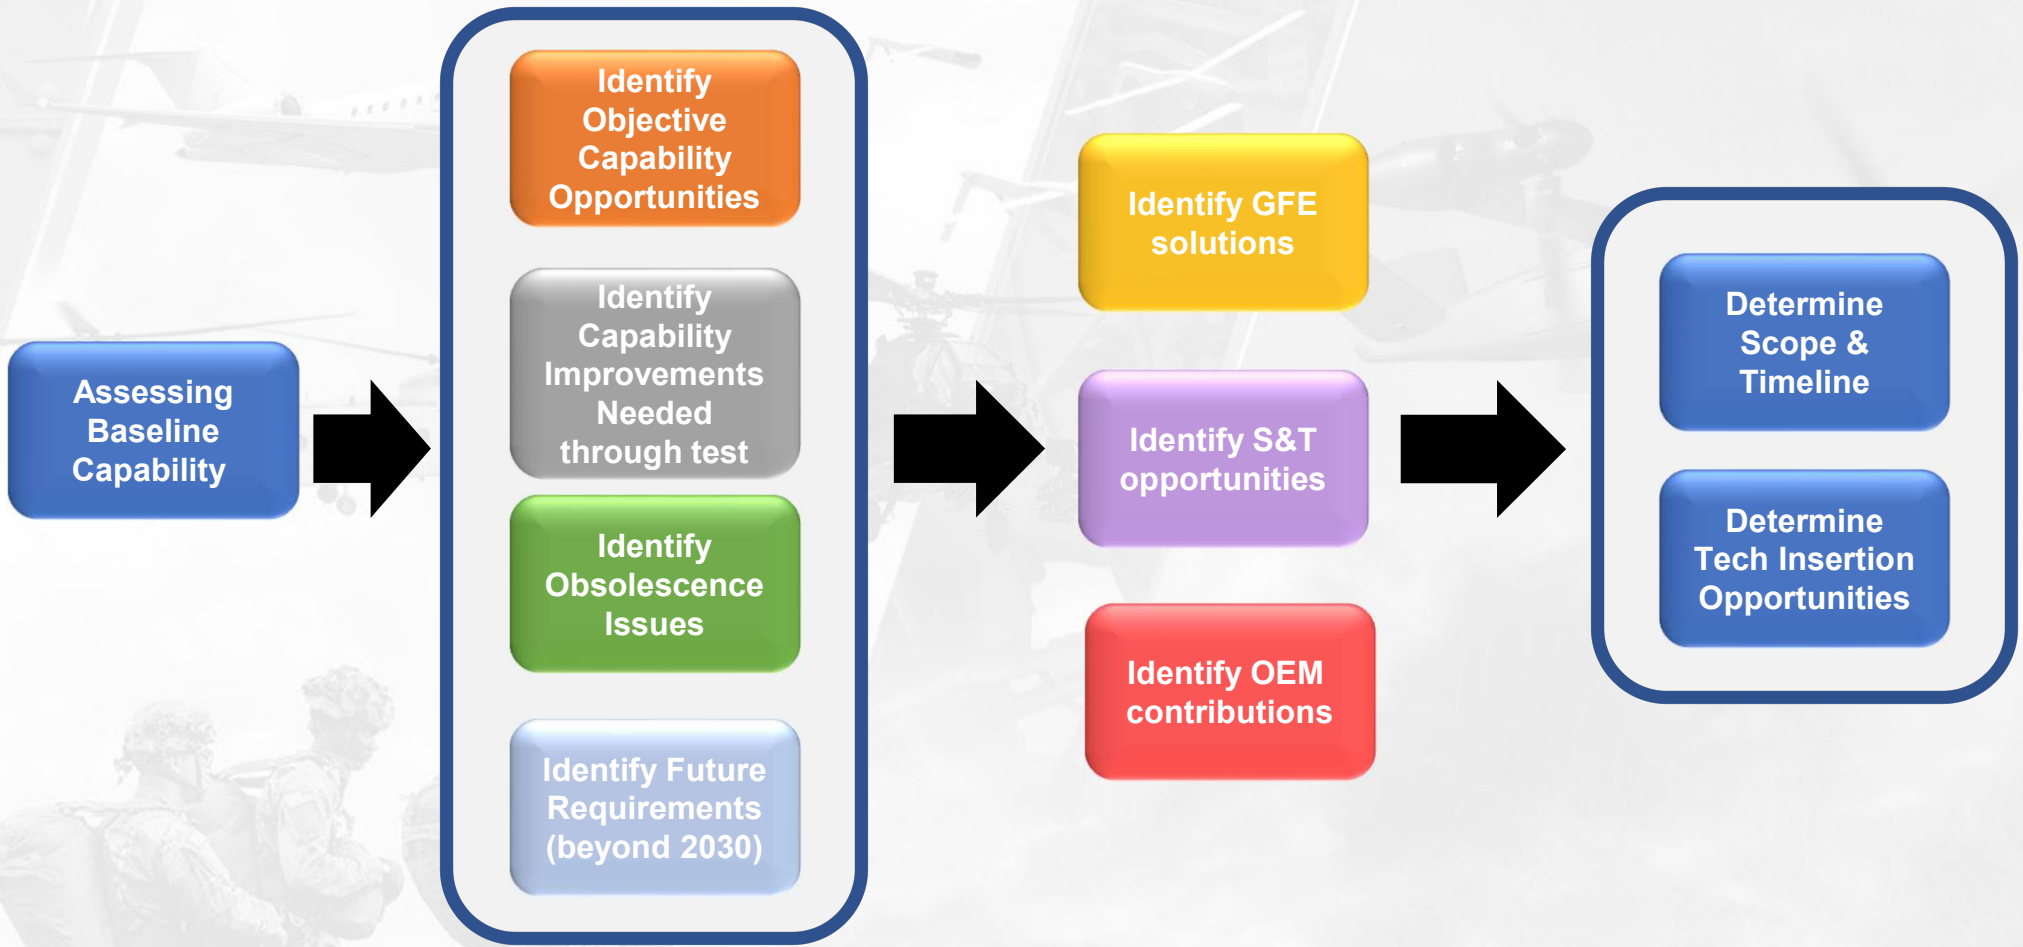 Assessing
Baseline
Capability
Identify
Objective
Capability
Opportunities
Identify
Capability
Improvements
Needed
through test
Identify
Obsolescence
Issues
Identify Future
Requirements
(beyond 2030)
Identify GFE
solutions
Identify S&T
opportunities
Identify OEM
contributions
Determine
Scope &
Timeline
Determine
Tech Insertion
Opportunities